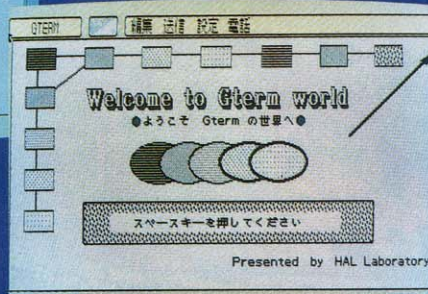 GTERM 編集 送信 設定 電話
Welcome to Gterm world
●ようこそ Gterm の世界へ●
スペースキーを押してください
Presented by HAL Laboratory